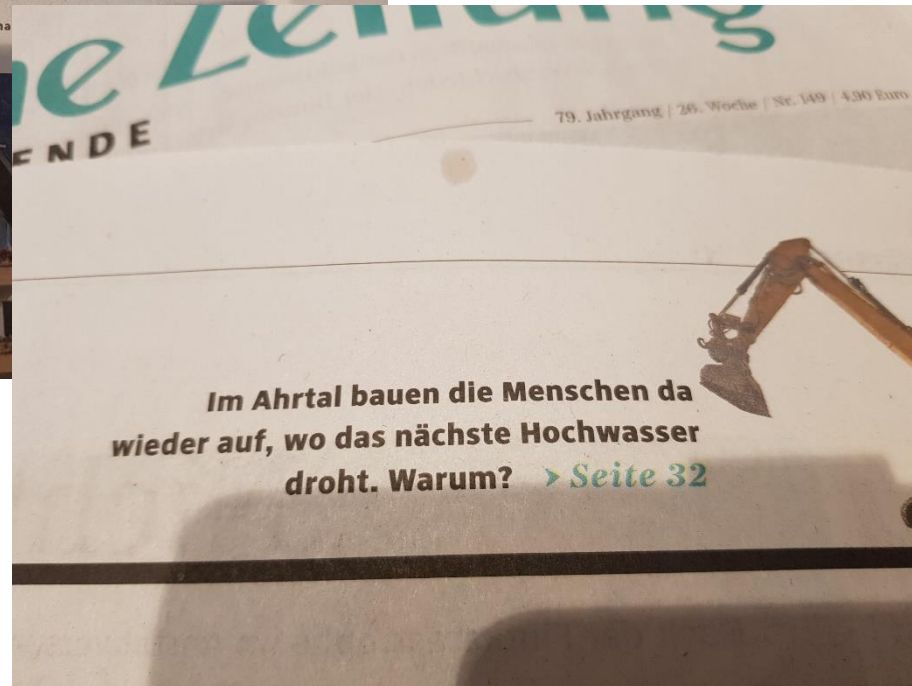 ne Zeitung
ENDE
79. Jahrgang | 26. Woche | Nr. 149 | 4,90 Euro
Im Ahrtal bauen die Menschen da
wieder auf, wo das nächste Hochwasser
droht. Warum? > Seite 32